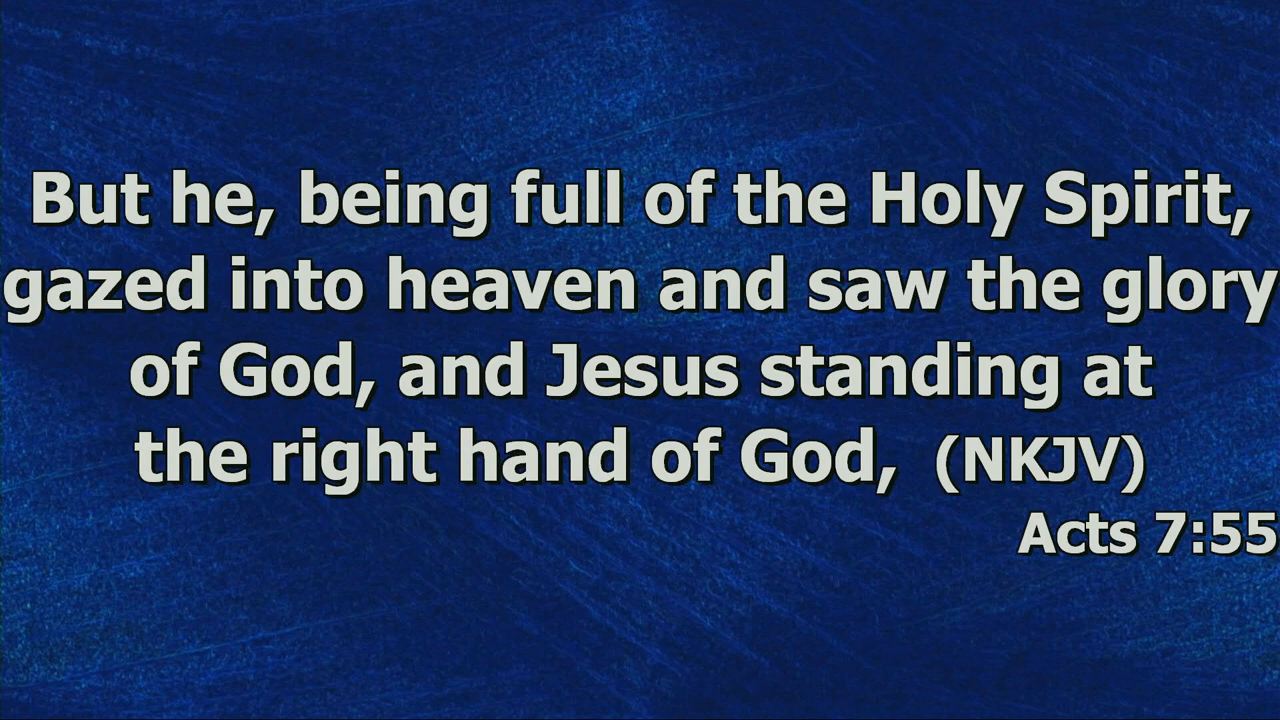 But he, being full of the Holy Spirit,
gazed into heaven and saw the glory
of God, and Jesus standing at
the right hand of God, (NKJV)
Acts 7:55